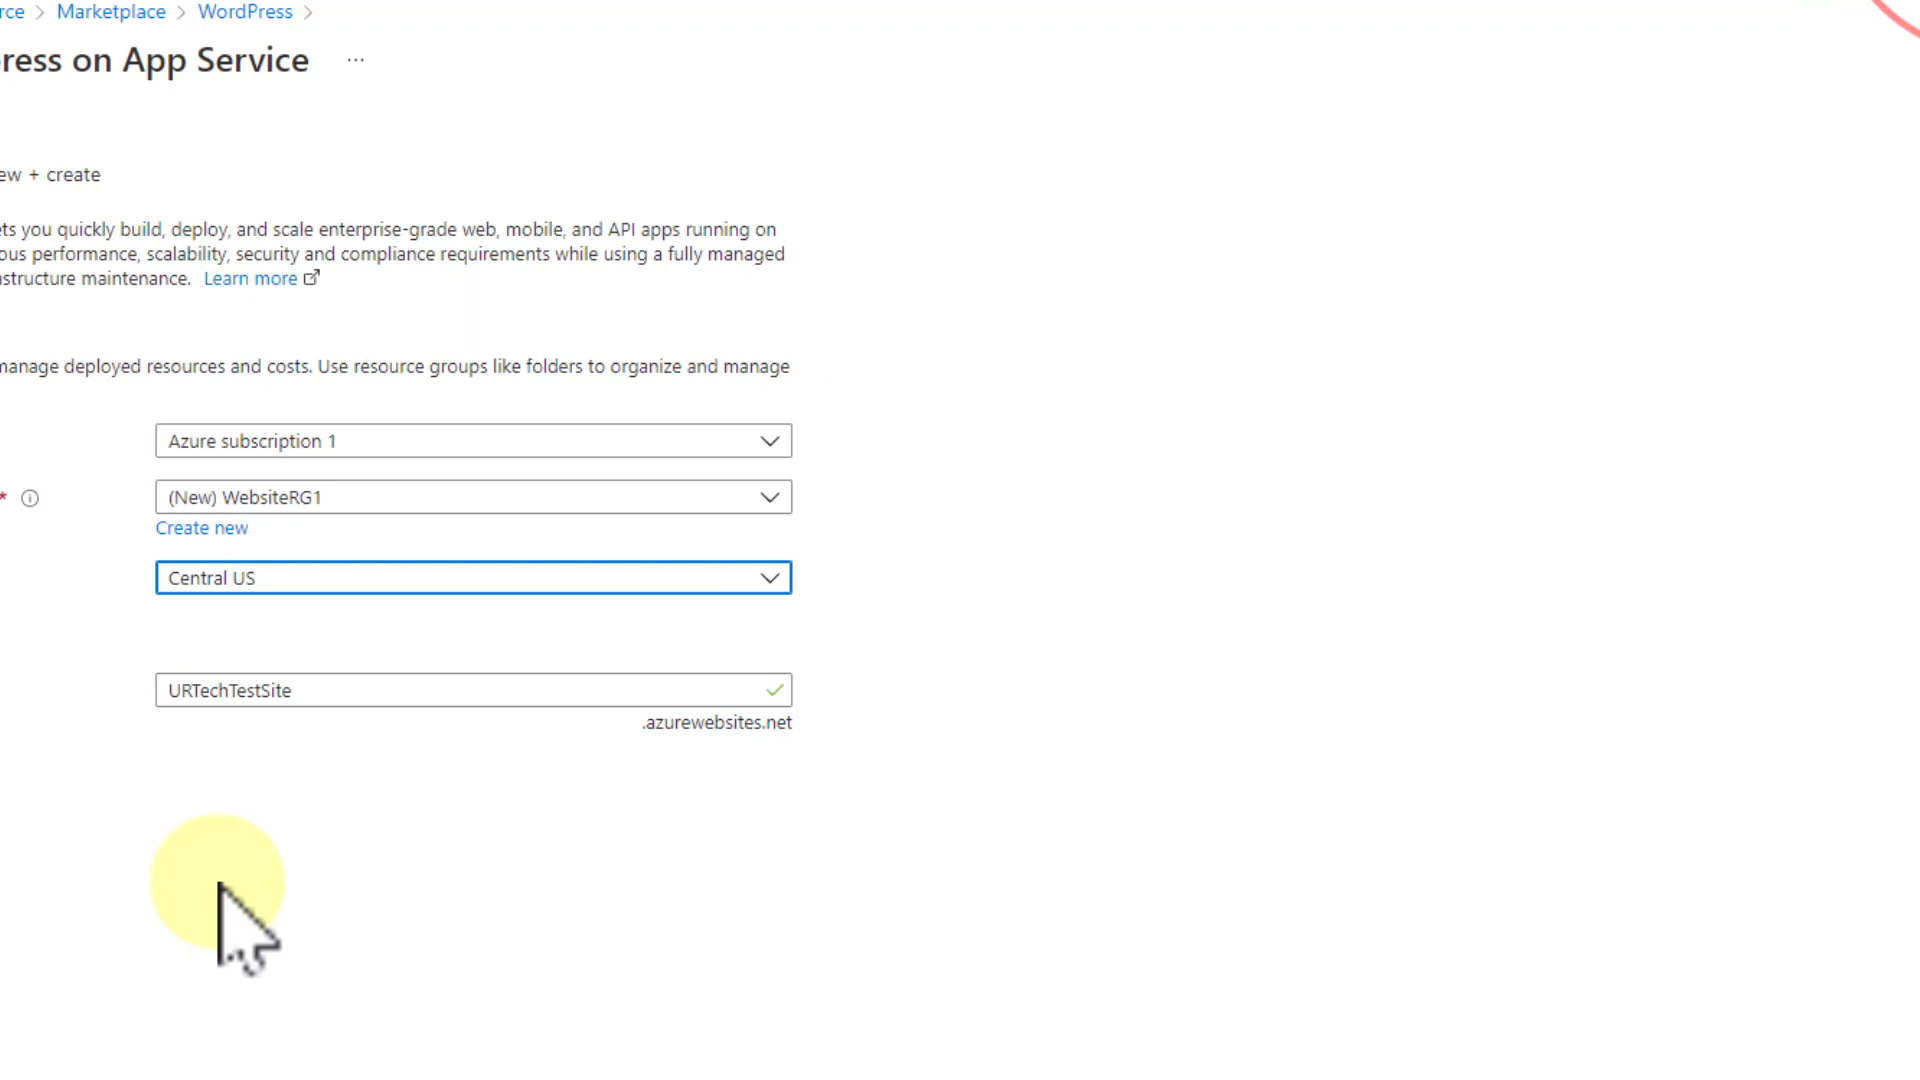 rce > Marketplace > WordPress >
ress on App Service ...
ew + create
ets you quickly build, deploy, and scale enterprise-grade web, mobile, and API apps running on
ous performance, scalability, security and compliance requirements while using a fully managed
astructure maintenance. Learn more
manage deployed resources and costs. Use resource groups like folders to organize and manage
Azure subscription 1
* (New) WebsiteRG1
Create new
Central US
URTechTestSite
.azurewebsites.net